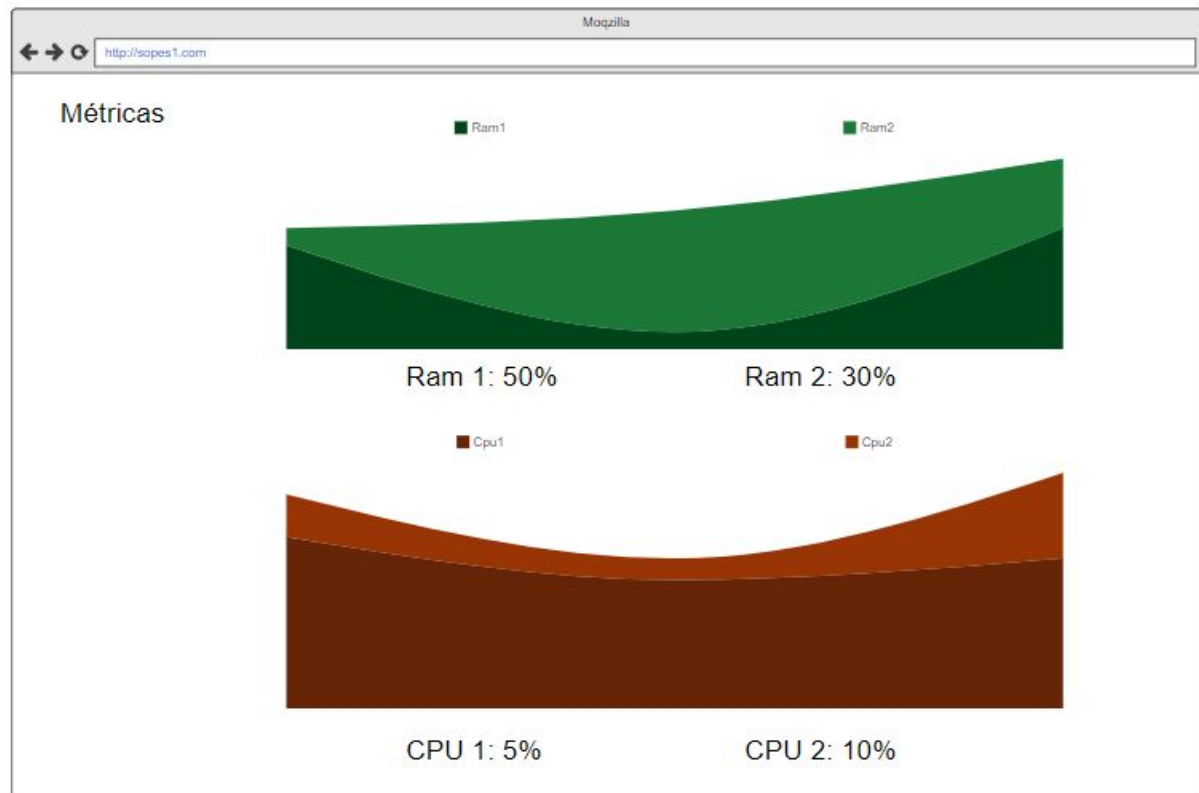 Moqzilla
http://sopes1.com
Métricas
Ram1 Ram2
Ram 1: 50% Ram 2: 30%
Cpu1 Cpu2
CPU 1: 5% CPU 2: 10%